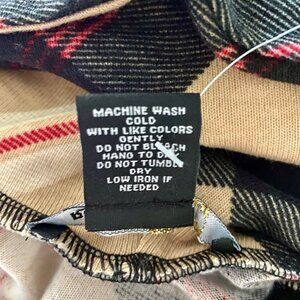 MACHINE WASH
COLD
WITH LIKE COLORS
GENTLY
DO NOT BLEACH
HANG TO DRY
DO NOT TUMBLE
DRY
LOW IRON IF
NEEDED